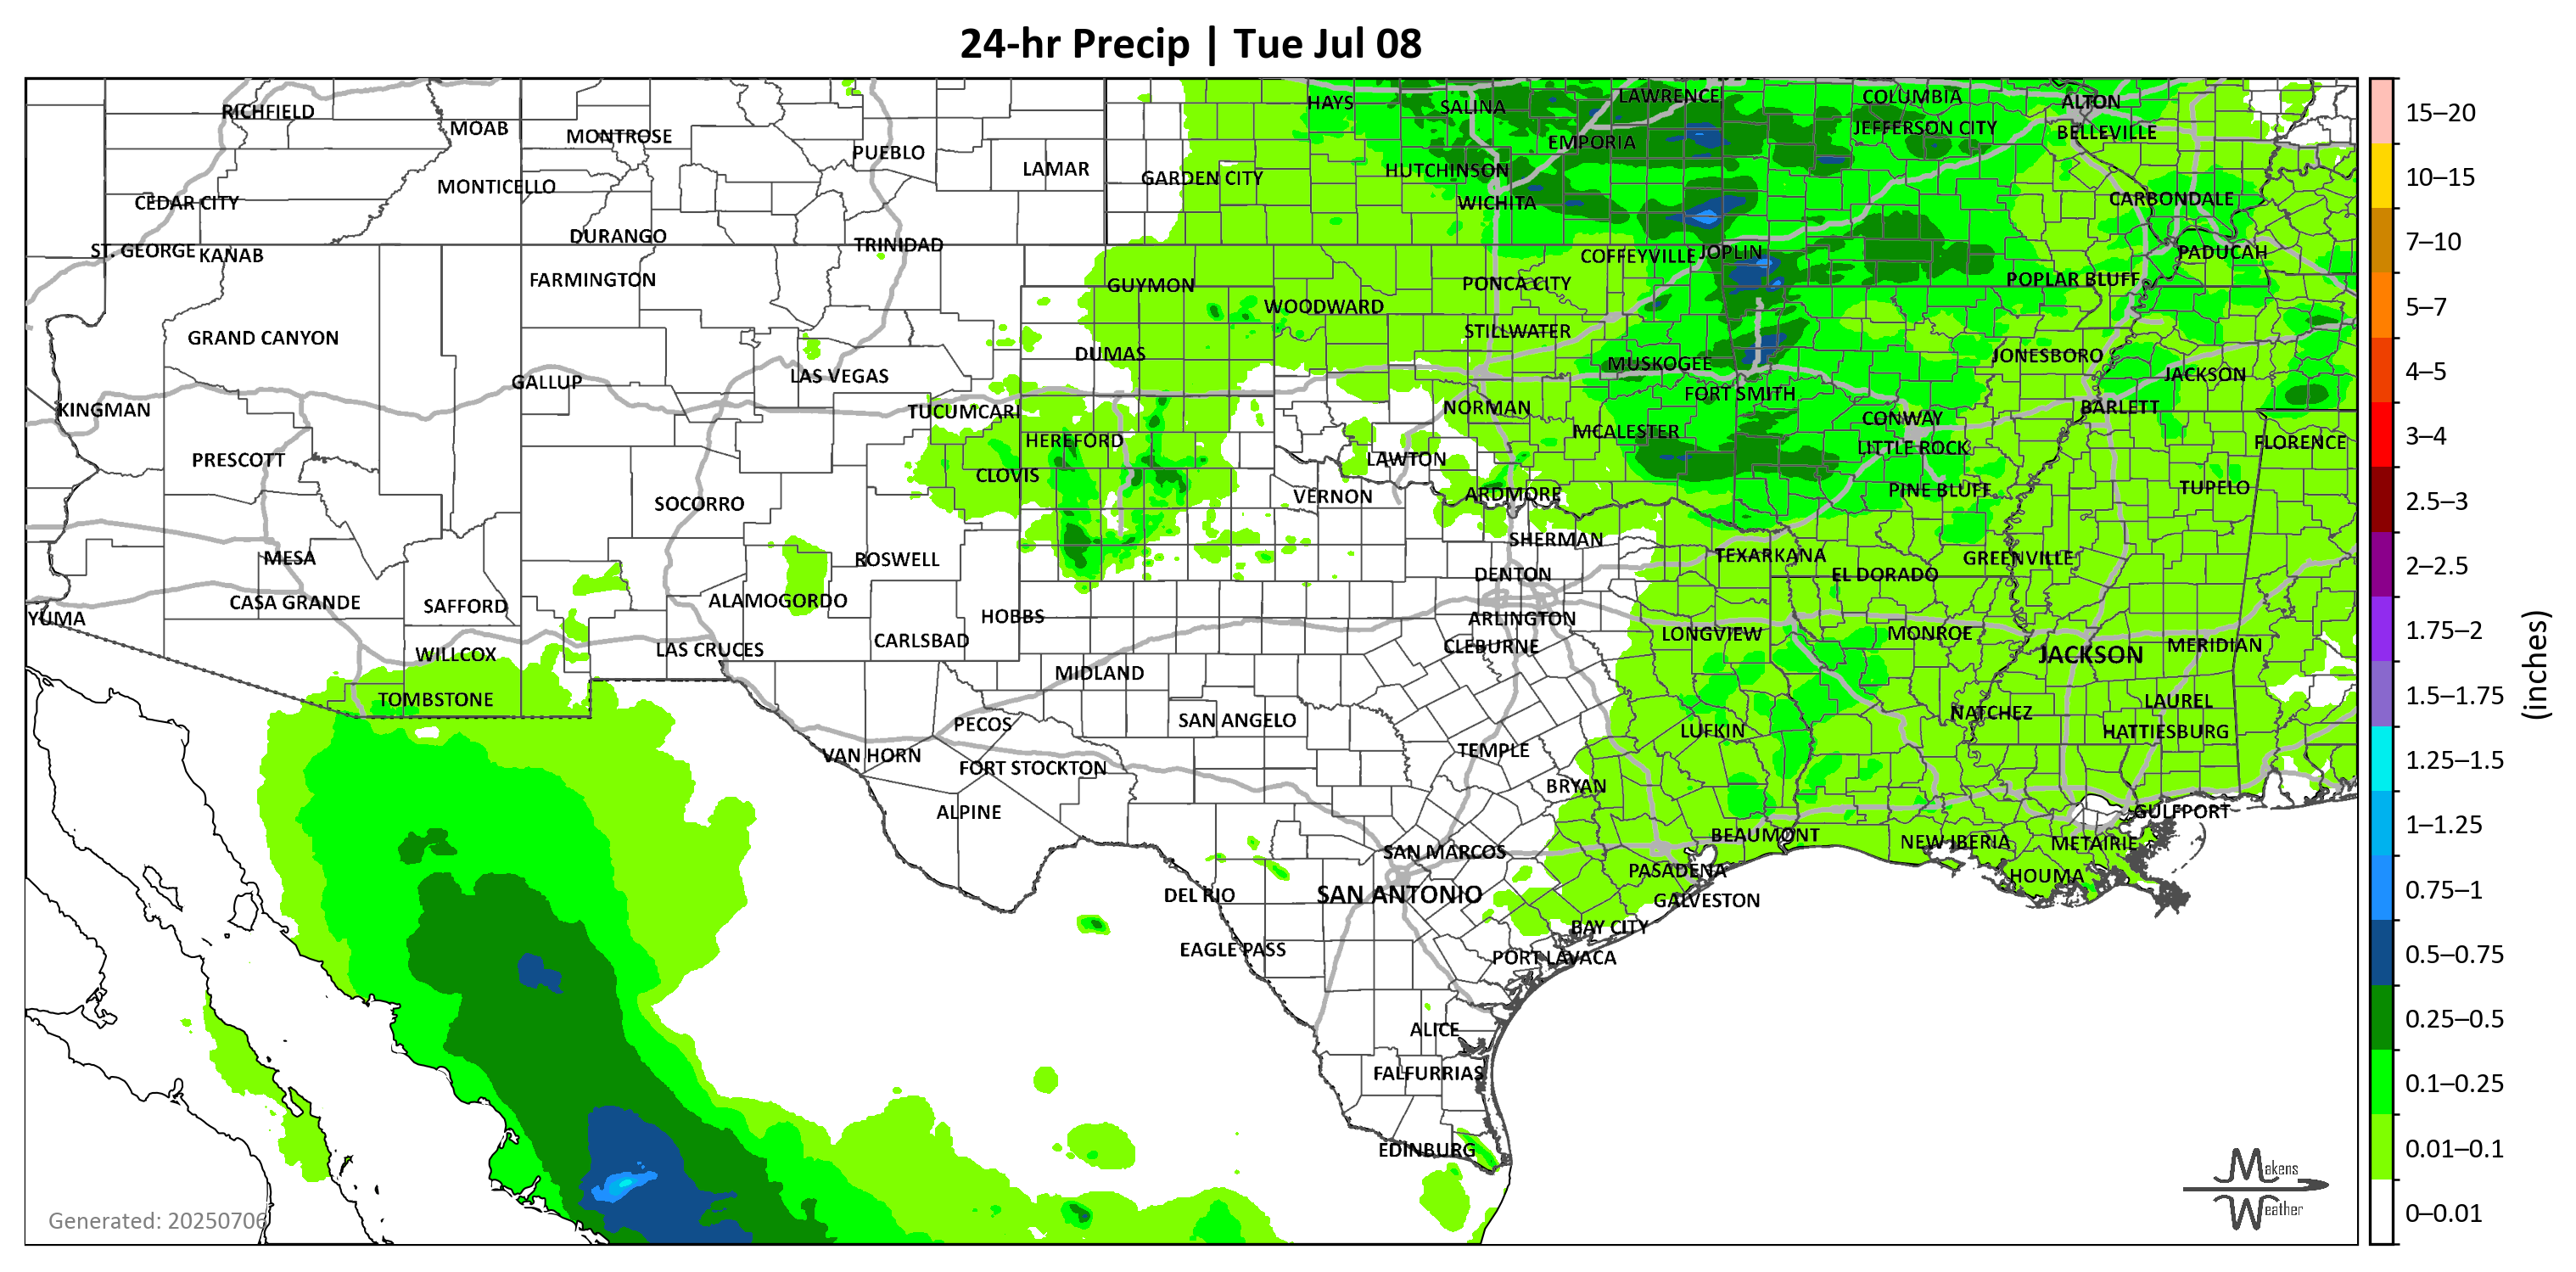 24-hr Precip | Tue Jul 08
RICHFIELD
MOAB
MONTROSE
PUEBLO
LAMAR
GARDEN CITY
HAYS
SALINA
LAWRENCE
COLUMBIA
ALTON
EMPORIA
JEFFERSON CITY
BELLEVILLE
HUTCHINSON
MONTICELLO
CEDAR CITY
WICHITA
CARBONDALE
DURANGO
TRINIDAD
ST. GEORGE
KANAB
COFFEYVILLE
JOPLIN
PADUCAH
FARMINGTON
GUYMON
PONCA CITY
POPLAR BLUFF
WOODWARD
GRAND CANYON
STILLWATER
DUMAS
JONESBORO
GALLUP
LAS VEGAS
MUSKOGEE
JACKSON
FORT SMITH
KINGMAN
TUCUMCARI
NORMAN
BARLETT
CONWAY
HEREFORD
MCALESTER
LITTLE ROCK
FLORENCE
PRESCOTT
CLOVIS
LAWTON
SOCORRO
VERNON
ARDMORE
PINE BLUFF
TUPELO
MESA
ROSWELL
SHERMAN
TEXARKANA
GREENVILLE
DENTON
EL DORADO
CASA GRANDE
SAFFORD
ALAMOGORDO
YUMA
HOBBS
ARLINGTON
LONGVIEW
MONROE
WILLCOX
LAS CRUCES
CARLSBAD
CLEBURNE
JACKSON
MERIDIAN
TOMBSTONE
MIDLAND
PECOS
SAN ANGELO
LUFKIN
NATCHEZ
LAUREL
HATTIESBURG
VAN HORN
FORT STOCKTON
TEMPLE
BRYAN
ALPINE
GULFPORT
SAN MARCOS
BEAUMONT
NEW IBERIA
METAIRIE
DEL RIO
SAN ANTONIO
PASADENA
HOUMA
GALVESTON
BAY CITY
EAGLE PASS
PORT LAVACA
ALICE
FALFURRIAS
EDINBURG
Generated: 20250706
Makens
Weather
15–20
10–15
7–10
5–7
4–5
3–4
2.5–3
2–2.5
1.75–2
1.5–1.75
1.25–1.5
1–1.25
0.75–1
0.5–0.75
0.25–0.5
0.1–0.25
0.01–0.1
0–0.01
(inches)